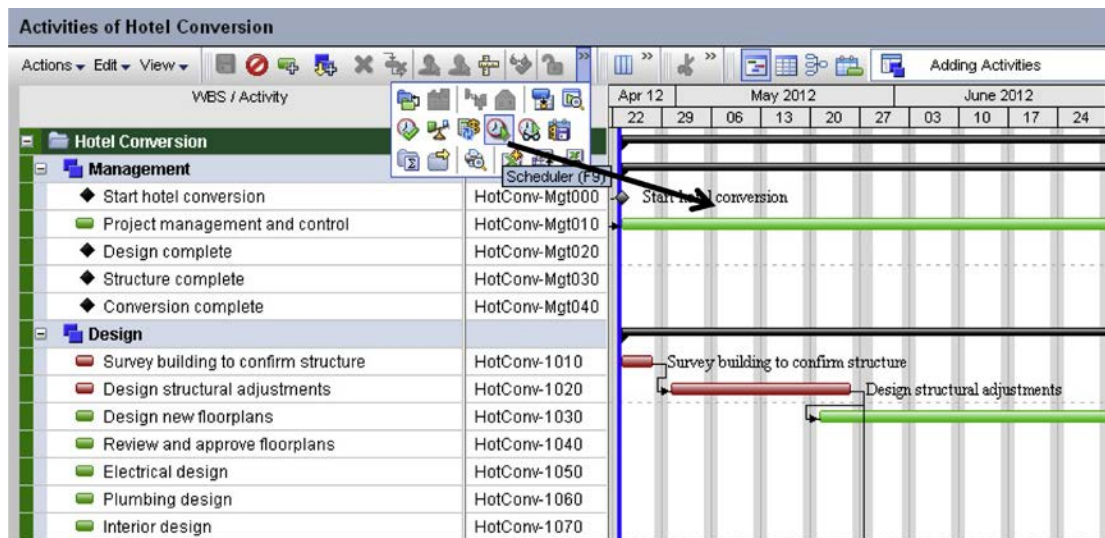 Activities of Hotel Conversion
Actions Edit View » » » Adding Activities
WBS / Activity
Apr 12 May 2012 June 2012
22 29 06 13 20 27 03 10 17 24
Hotel Conversion
Management
Scheduler (F9)
Start hotel conversion HotConv-Mgt000 Start hotel conversion
Project management and control HotConv-Mgt010
Design complete HotConv-Mgt020
Structure complete HotConv-Mgt030
Conversion complete HotConv-Mgt040
Design
Survey building to confirm structure HotConv-1010 Survey building to confirm structure
Design structural adjustments HotConv-1020 Design structural adjustments
Design new floorplans HotConv-1030
Review and approve floorplans HotConv-1040
Electrical design HotConv-1050
Plumbing design HotConv-1060
Interior design HotConv-1070